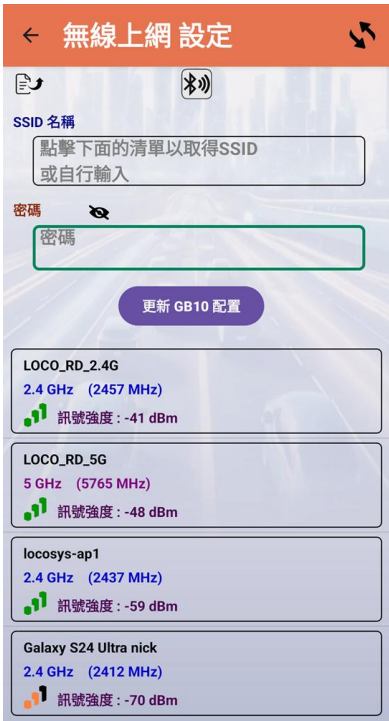 無線上網 設定
SSID 名稱
點擊下面的清單以取得SSID
或自行輸入
密碼
密碼
更新 GB10 配置
LOCO_RD_2.4G
2.4 GHz (2457 MHz)
訊號強度 : -41 dBm
LOCO_RD_5G
5 GHz (5765 MHz)
訊號強度 : -48 dBm
locosys-ap1
2.4 GHz (2437 MHz)
訊號強度 : -59 dBm
Galaxy S24 Ultra nick
2.4 GHz (2412 MHz)
訊號強度 : -70 dBm